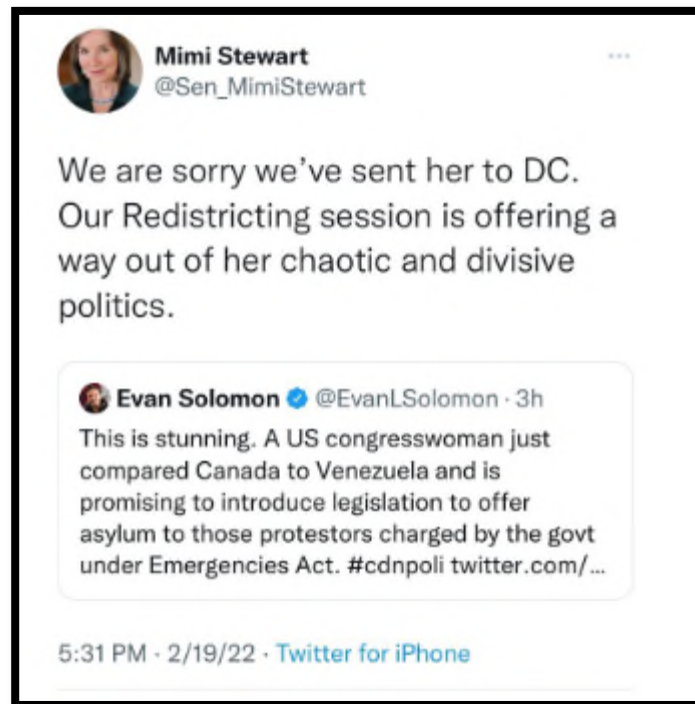 Mimi Stewart
@Sen_MimiStewart
We are sorry we’ve sent her to DC.
Our Redistricting session is offering a
way out of her chaotic and divisive
politics.
Evan Solomon @EvanLSolomon · 3h
This is stunning. A US congresswoman just
compared Canada to Venezuela and is
promising to introduce legislation to offer
asylum to those protestors charged by the govt
under Emergencies Act. #cdnpoli twitter.com/...
5:31 PM · 2/19/22 · Twitter for iPhone